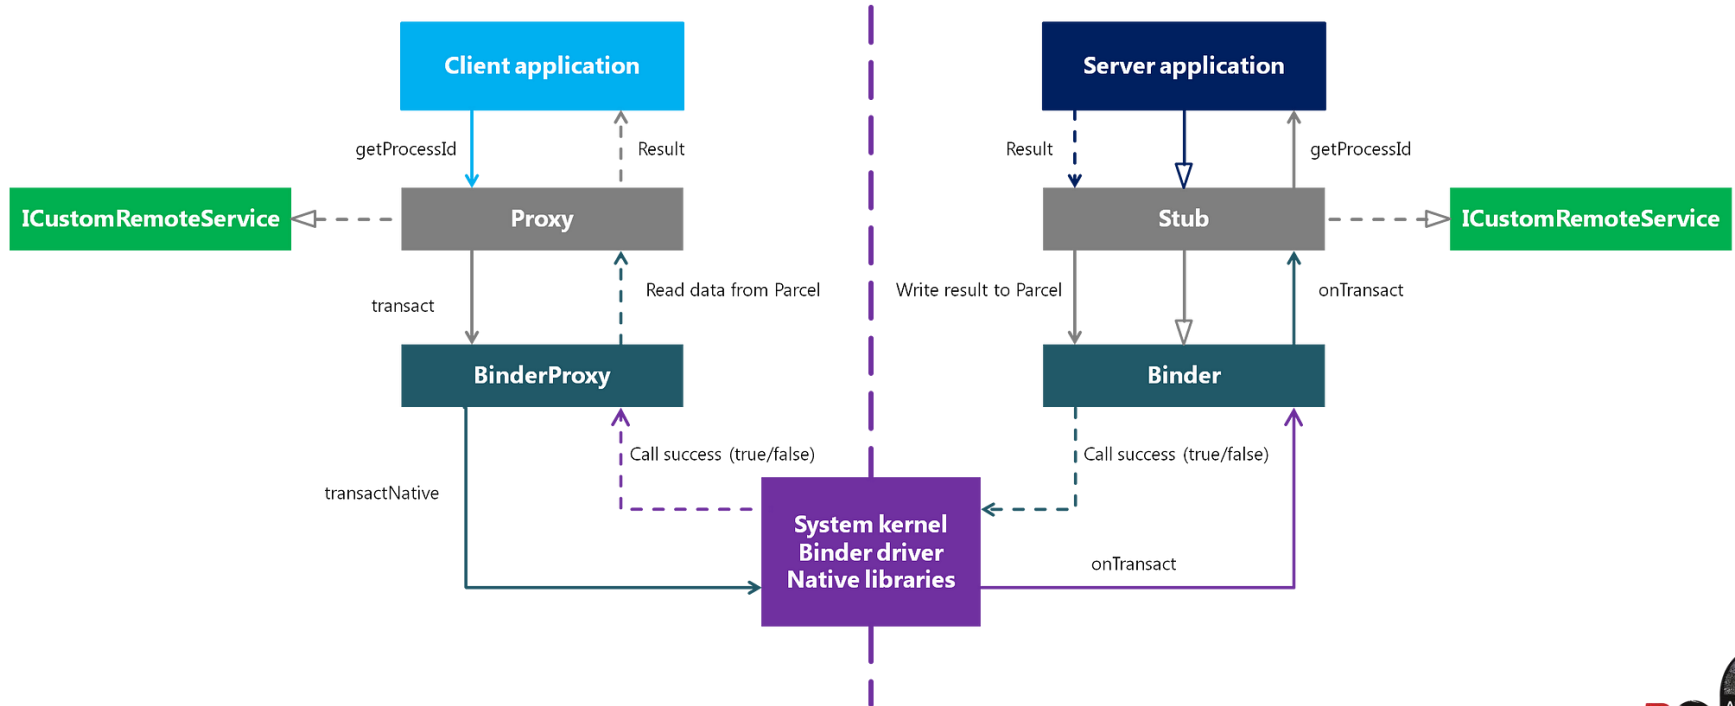 Client application
Server application
getProcessId
Result
Result
getProcessId
ICustomRemoteService
Proxy
Stub
ICustomRemoteService
transact
Read data from Parcel
Write result to Parcel
onTransact
BinderProxy
Binder
transactNative
Call success (true/false)
Call success (true/false)
System kernel
Binder driver
Native libraries
onTransact